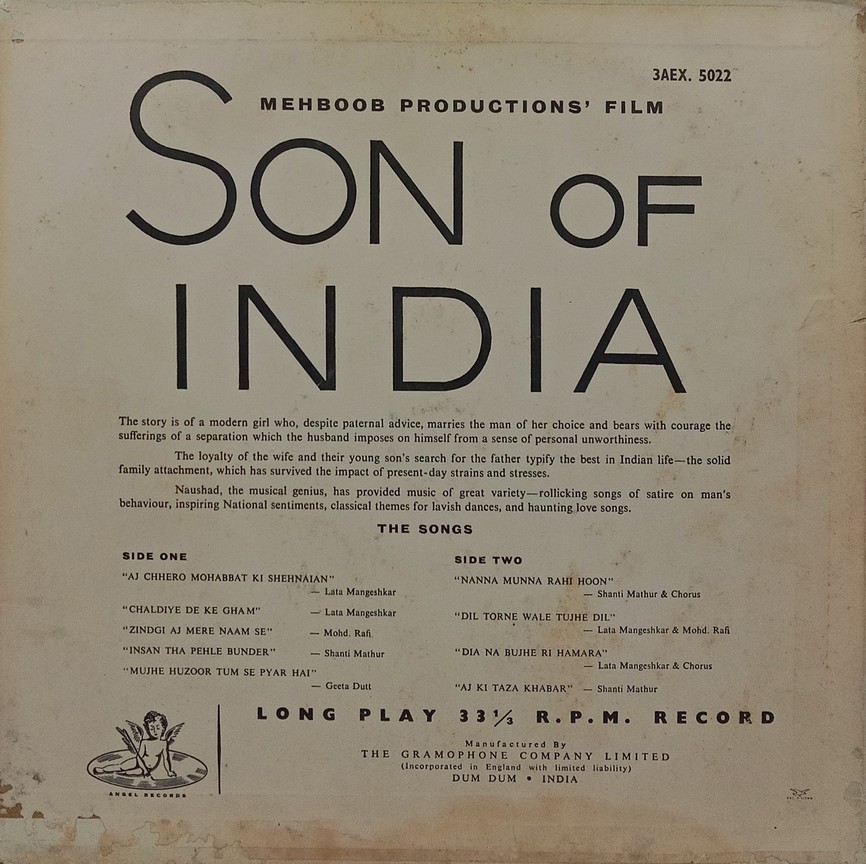 3AEX. 5022
MEHBOOB PRODUCTIONS' FILM
SON OF
INDIA
The story is of a modern girl who, despite paternal advice, marries the man of her choice and bears with courage the
sufferings of a separation which the husband imposes on himself from a sense of personal unworthiness.
The loyalty of the wife and their young son's search for the father typify the best in Indian life—the solid
family attachment, which has survived the impact of present-day strains and stresses.
Naushad, the musical genius, has provided music of great variety—rollicking songs of satire on man's
behaviour, inspiring National sentiments, classical themes for lavish dances, and haunting love songs.
THE SONGS
SIDE ONE
"AJ CHHERO MOHABBAT KI SHEHNAIAN"
— Lata Mangeshkar
"CHALDIYE DE KE GHAM" — Lata Mangeshkar
"ZINDGI AJ MERE NAAM SE" — Mohd. Rafi
"INSAN THA PEHLE BUNDER" — Shanti Mathur
"MUJHE HUZOOR TUM SE PYAR HAI"
— Geeta Dutt
SIDE TWO
"NANNA MUNNA RAHI HOON"
— Shanti Mathur & Chorus
"DIL TORNE WALE TUJHE DIL"
— Lata Mangeshkar & Mohd. Rafi
"DIA NA BUJHE RI HAMARA"
— Lata Mangeshkar & Chorus
"AJ KI TAZA KHABAR" — Shanti Mathur
LONG PLAY 33⅓ R.P.M. RECORD
Manufactured By
THE GRAMOPHONE COMPANY LIMITED
(Incorporated in England with limited liability)
DUM DUM • INDIA
ANGEL RECORDS